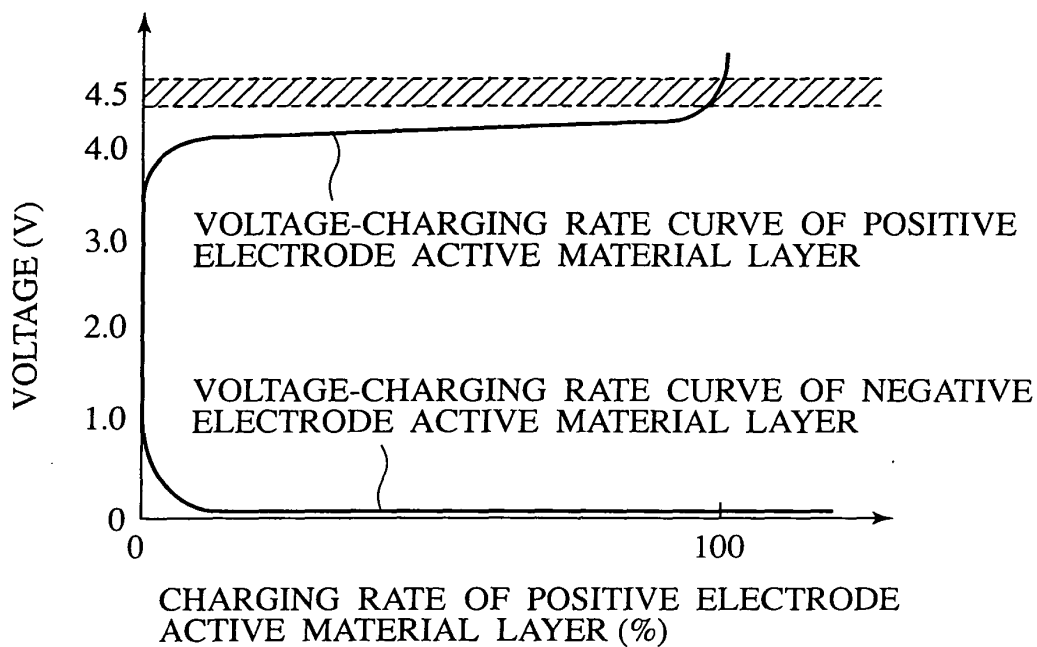 VOLTAGE (V)
4.5
4.0
3.0
2.0
1.0
0
VOLTAGE-CHARGING RATE CURVE OF POSITIVE
ELECTRODE ACTIVE MATERIAL LAYER
VOLTAGE-CHARGING RATE CURVE OF NEGATIVE
ELECTRODE ACTIVE MATERIAL LAYER
0
100
CHARGING RATE OF POSITIVE ELECTRODE
ACTIVE MATERIAL LAYER (%)